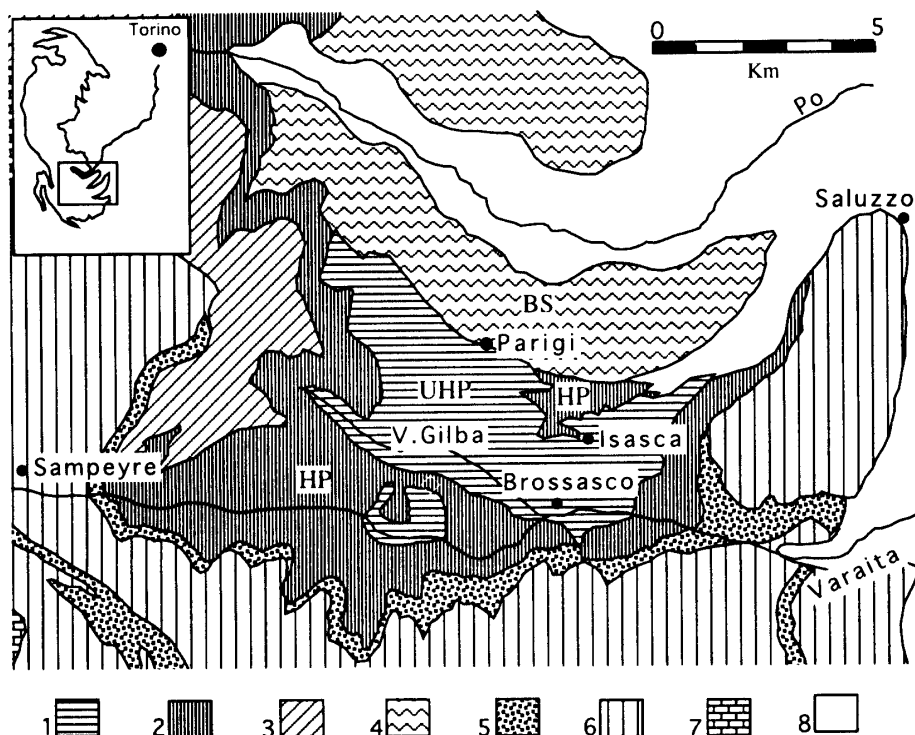 Torino
0 5
Km
Po
Saluzzo
BS
Parigi
UHP
HP
V.Gilba
Isasca
Sampeyre
HP
Brossasco
Varaita
1 2 3 4 5 6 7 8